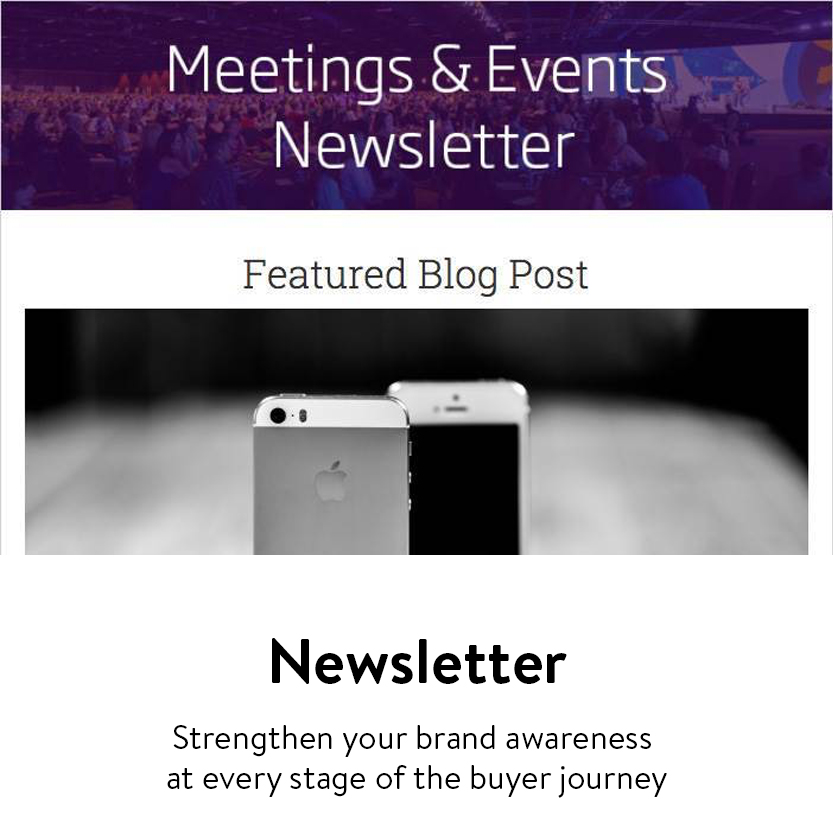 Meetings & Events
Newsletter
Featured Blog Post
Newsletter
Strengthen your brand awareness
at every stage of the buyer journey